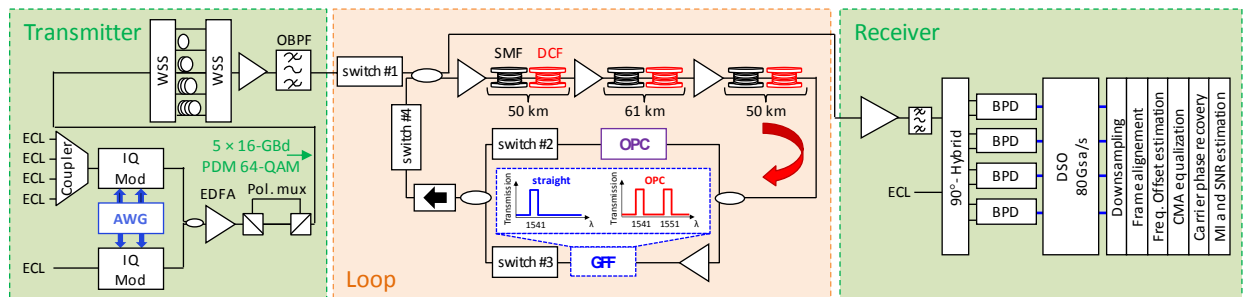 Transmitter
WSS
WSS
OBPF
ECL
ECL
ECL
ECL
Coupler
IQ
Mod
AWG
IQ
Mod
ECL
EDFA
Pol. mux
5 × 16-GBd
PDM 64-QAM
Loop
switch #1
switch #4
SMF
DCF
50 km
61 km
50 km
switch #2
OPC
straight
Transmission
1541
λ
OPC
Transmission
1541
1551
λ
switch #3
GFF
Receiver
ECL
90°- Hybrid
BPD
BPD
BPD
BPD
DSO
80Gsa/s
Downsampling
Frame alignement
Freq. Offset estimation
CMA equalization
Carrier phase recovery
MI and SNR estimation